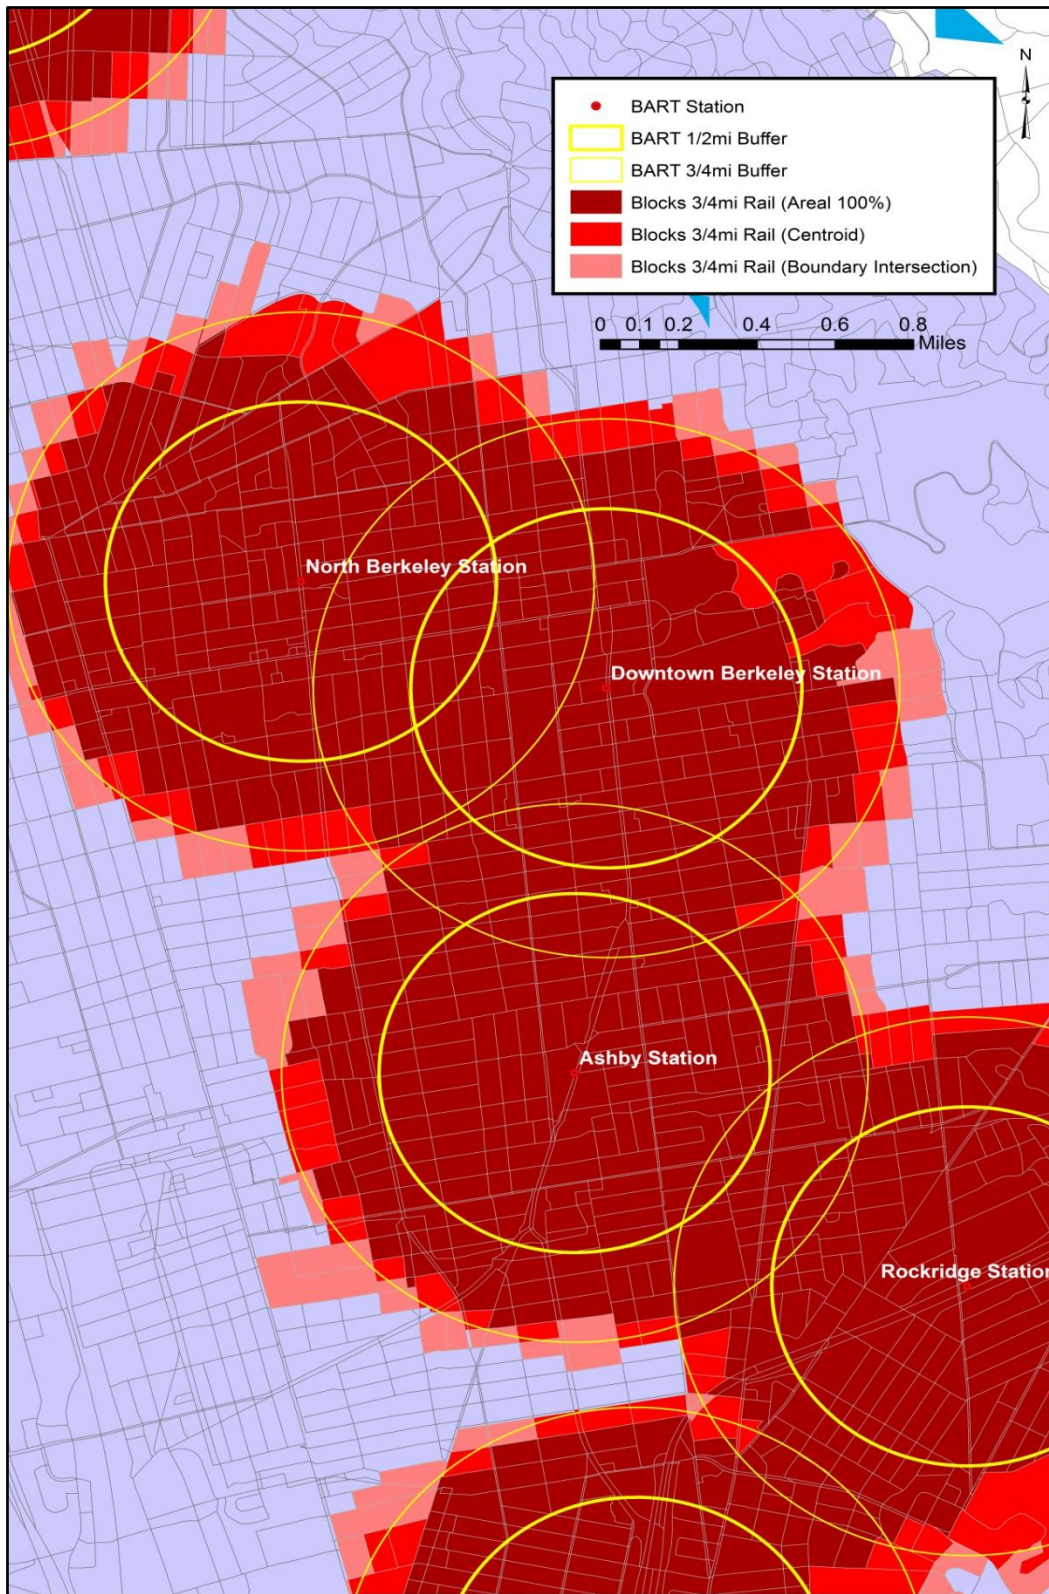 N
BART Station
BART 1/2mi Buffer
BART 3/4mi Buffer
Blocks 3/4mi Rail (Areal 100%)
Blocks 3/4mi Rail (Centroid)
Blocks 3/4mi Rail (Boundary Intersection)
0 0.1 0.2 0.4 0.6 0.8
Miles
North Berkeley Station
Downtown Berkeley Station
Ashby Station
Rockridge Station